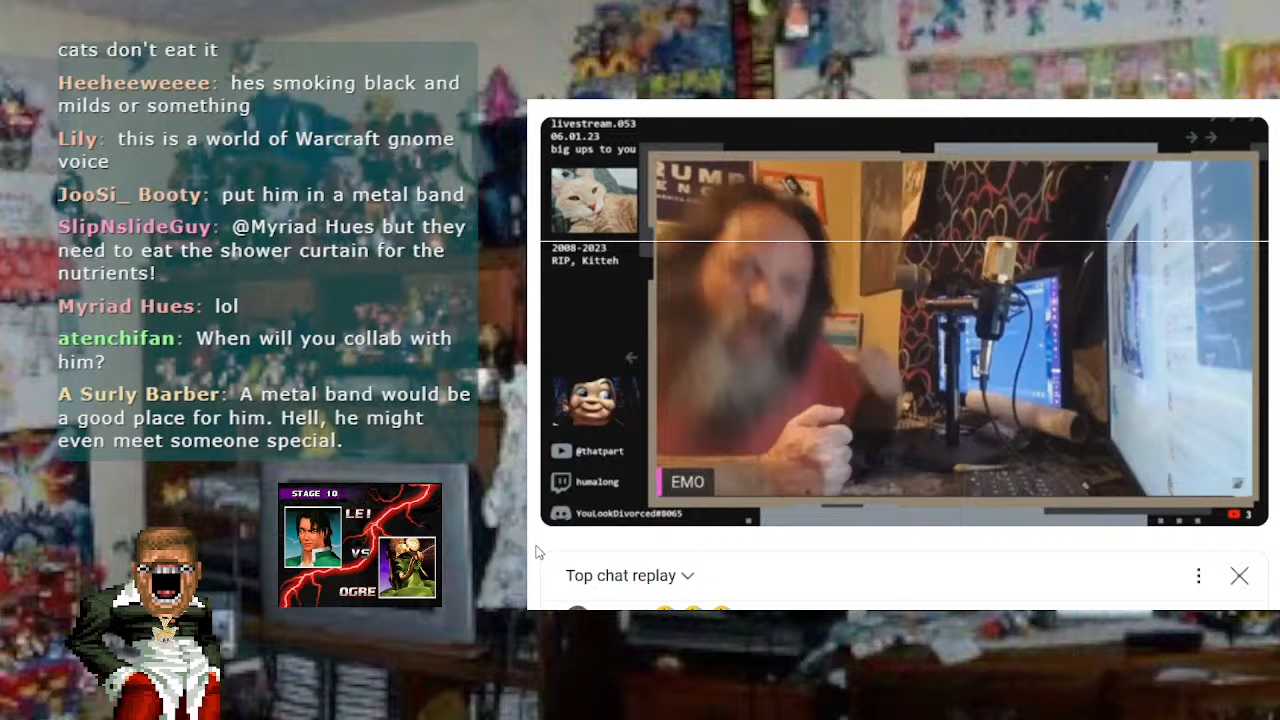 cats don't eat it
Heeheeweeee: hes smoking black and
milds or something
Lily: this is a world of Warcraft gnome
voice
JooSi_ Booty: put him in a metal band
SlipNslideGuy: @Myriad Hues but they
need to eat the shower curtain for the
nutrients!
Myriad Hues: lol
atenchifan: When will you collab with
him?
A Surly Barber: A metal band would be
a good place for him. Hell, he might
even meet someone special.
STAGE 10
LEI
VS
OGRE
livestream.053
06.01.23
big ups to you
2008-2023
RIP, Kitteh
@thatpart
humalong
YouLookDivorced#8065
EMO
3
Top chat replay